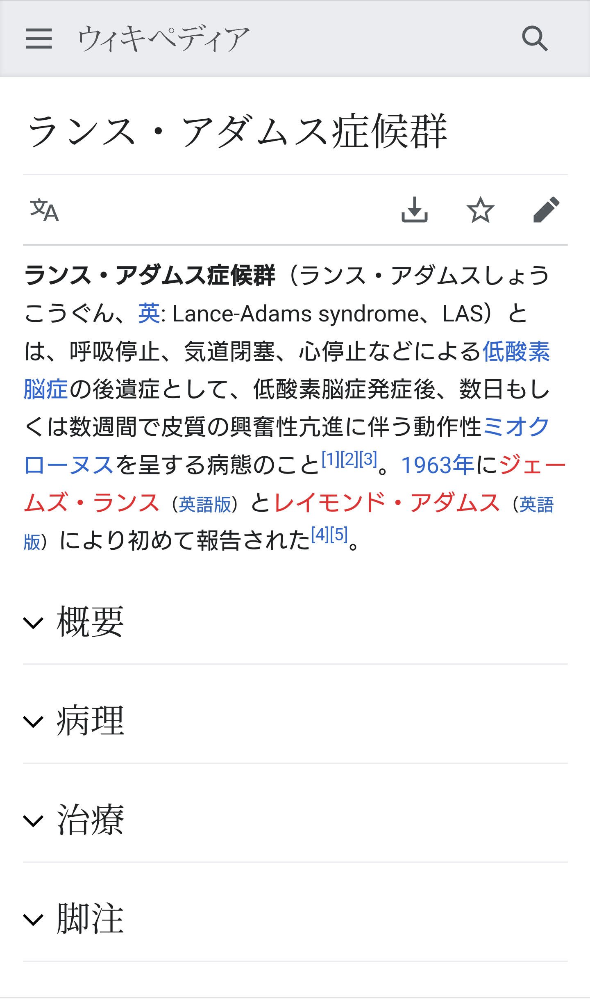 ウィキペディア
ランス・アダムス症候群
文A
ランス・アダムス症候群（ランス・アダムスしょう
こうぐん、英: Lance-Adams syndrome、LAS）と
は、呼吸停止、気道閉塞、心停止などによる低酸素
脳症の後遺症として、低酸素脳症発症後、数日もし
くは数週間で皮質の興奮性亢進に伴う動作性ミオク
ローヌスを呈する病態のこと[1][2][3]。1963年にジェー
ムズ・ランス（英語版）とレイモンド・アダムス（英語
版）により初めて報告された[4][5]。
概要
病理
治療
脚注